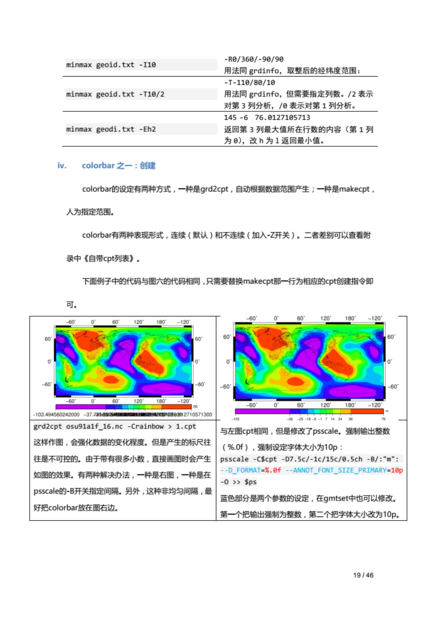 minmax geoid.txt -I10
-R0/360/-90/90
用法同 grdinfo，取整后的经纬度范围：
minmax geoid.txt -T10/2
-T-110/80/10
用法同 grdinfo，但需要指定列数。/2 表示
对第 3 列分析，/0 表示对第 1 列分析。
minmax geodi.txt -Eh2
145 -6 76.0127105713
返回第 3 列最大值所在行数的内容（第 1 列
为 0），改 h 为 l 返回最小值。
iv. colorbar 之一：创建
colorbar的设定有两种方式，一种是grd2cpt，自动根据数据范围产生；一种是makecpt，
人为指定范围。
colorbar有两种表现形式，连续（默认）和不连续（加入-Z开关）。二者差别可以查看附
录中《自带cpt列表》。
下面例子中的代码与图六的代码相同，只需要替换makecpt那一行为相应的cpt创建指令即
可。
-60˚ 0˚ 60˚ 120˚ 180˚ -120˚
60˚
0˚
-60˚
-60˚ 0˚ 60˚ 120˚ 180˚ -120˚
m
grd2cpt osu91a1f_16.nc -Crainbow > 1.cpt
这样作图，会强化数据的变化程度。但是产生的标尺往
往是不可控的。由于带有很多小数，直接画图时会产生
如图的效果。有两种解决办法，一种是右图，一种是在
psscale的-B开关指定间隔。另外，这种非均匀间隔，最
好把colorbar放在图右边。
-60˚ 0˚ 60˚ 120˚ 180˚ -120˚
60˚ 60˚
0˚ 0˚
-60˚ -60˚
-60˚ 0˚ 60˚ 120˚ 180˚ -120˚
m
与左图cpt相同，但是修改了psscale。强制输出整数
（%.0f），强制设定字体大小为10p：
psscale -C$cpt -D7.5c/-1c/15c/0.5ch -B/:"m":
--D_FORMAT=%.0f --ANNOT_FONT_SIZE_PRIMARY=10p
-O >> $ps
蓝色部分是两个参数的设定，在gmtset中也可以修改。
第一个把输出强制为整数，第二个把字体大小改为10p。
19 / 46